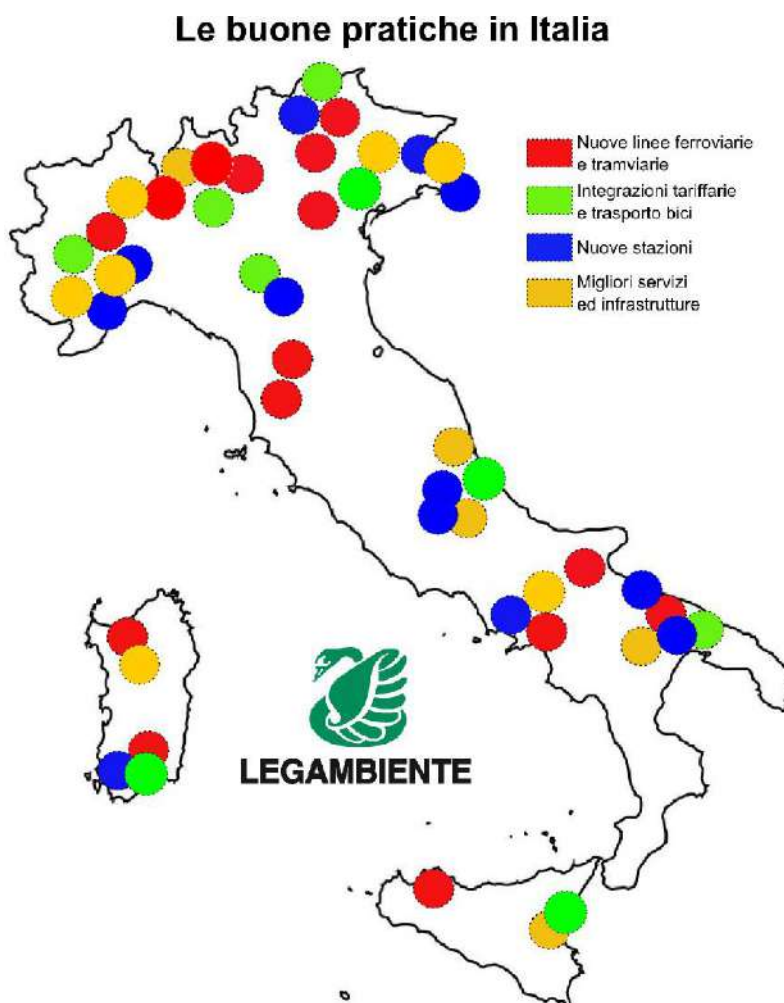 Le buone pratiche in Italia
Nuove linee ferroviarie
e tramviarie
Integrazioni tariffarie
e trasporto bici
Nuove stazioni
Migliori servizi
ed infrastrutture
LEGAMBIENTE